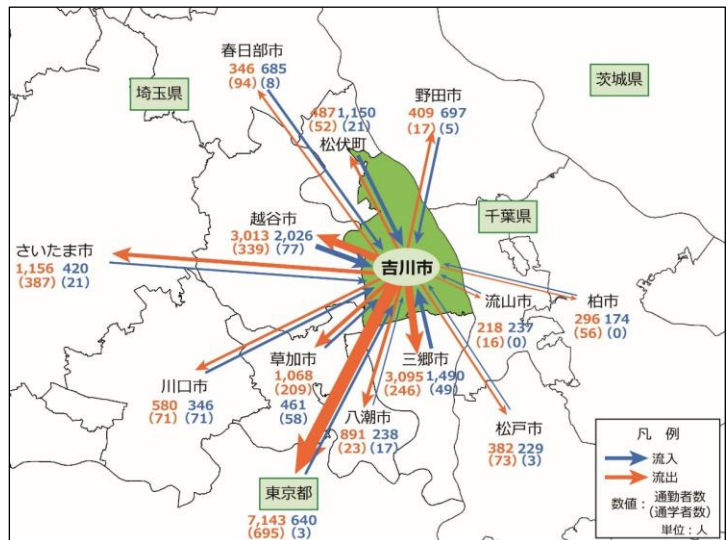 春日部市
346 685
(94) (8)
埼玉県
野田市
409 697
(17) (5)
茨城県
487 1,150
(52) (21)
松伏町
越谷市
3,013 2,026
(339) (77)
千葉県
さいたま市
1,156 420
(387) (21)
吉川市
流山市
218 237
(16) (0)
柏市
296 174
(56) (0)
草加市
1,068
(209)
461
(58)
三郷市
3,095 1,490
(246) (49)
川口市
580 346
(71) (71)
八潮市
891 238
(23) (17)
松戸市
382 229
(73) (3)
東京都
7,143 640
(695) (3)
凡 例
流入
流出
数値: 通勤者数
(通学者数)
単位:人